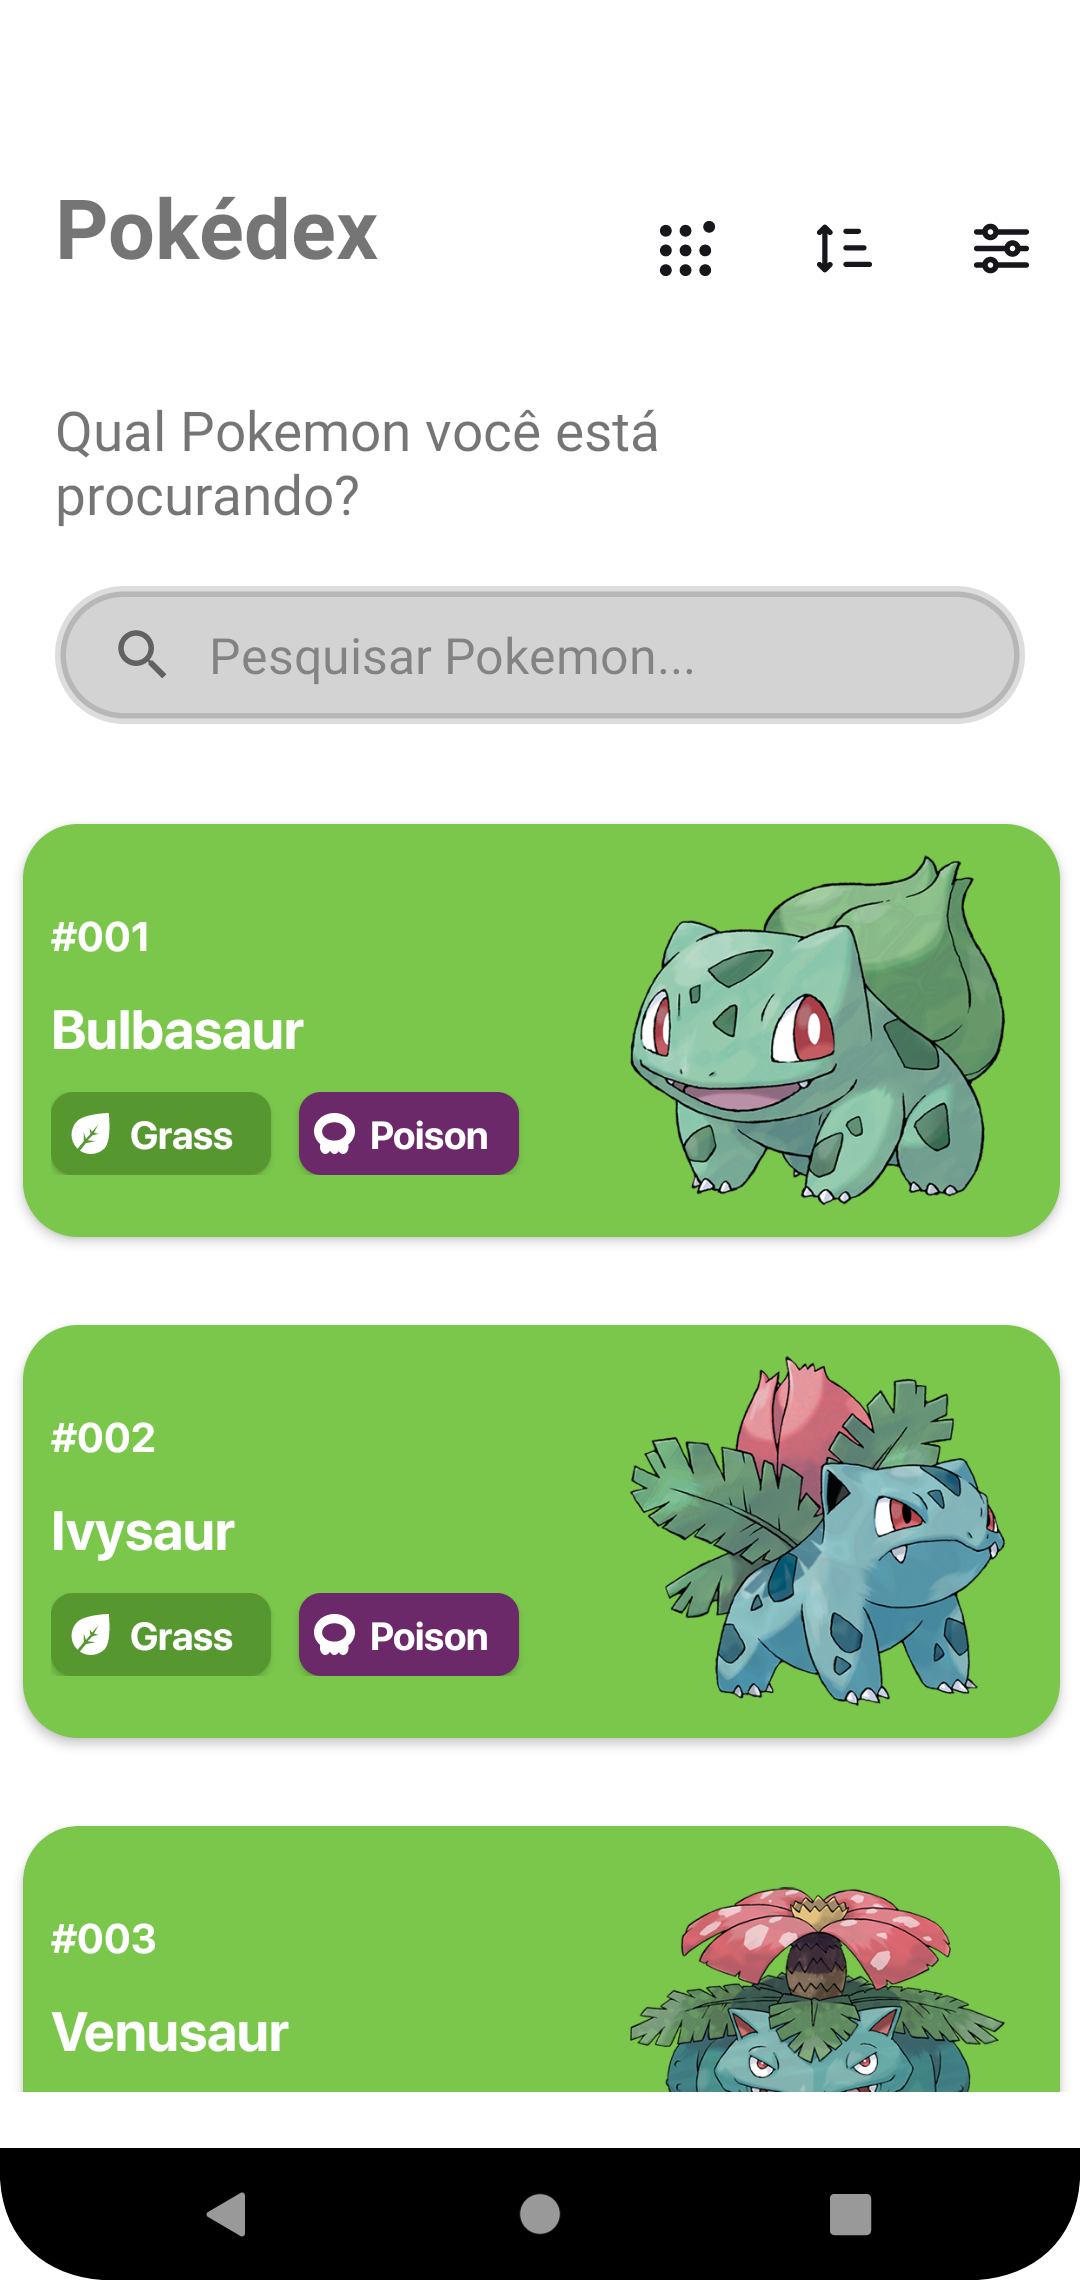 Pokédex
Qual Pokemon você está
procurando?
Pesquisar Pokemon...
#001
Bulbasaur
Grass
Poison
#002
Ivysaur
Grass
Poison
#003
Venusaur